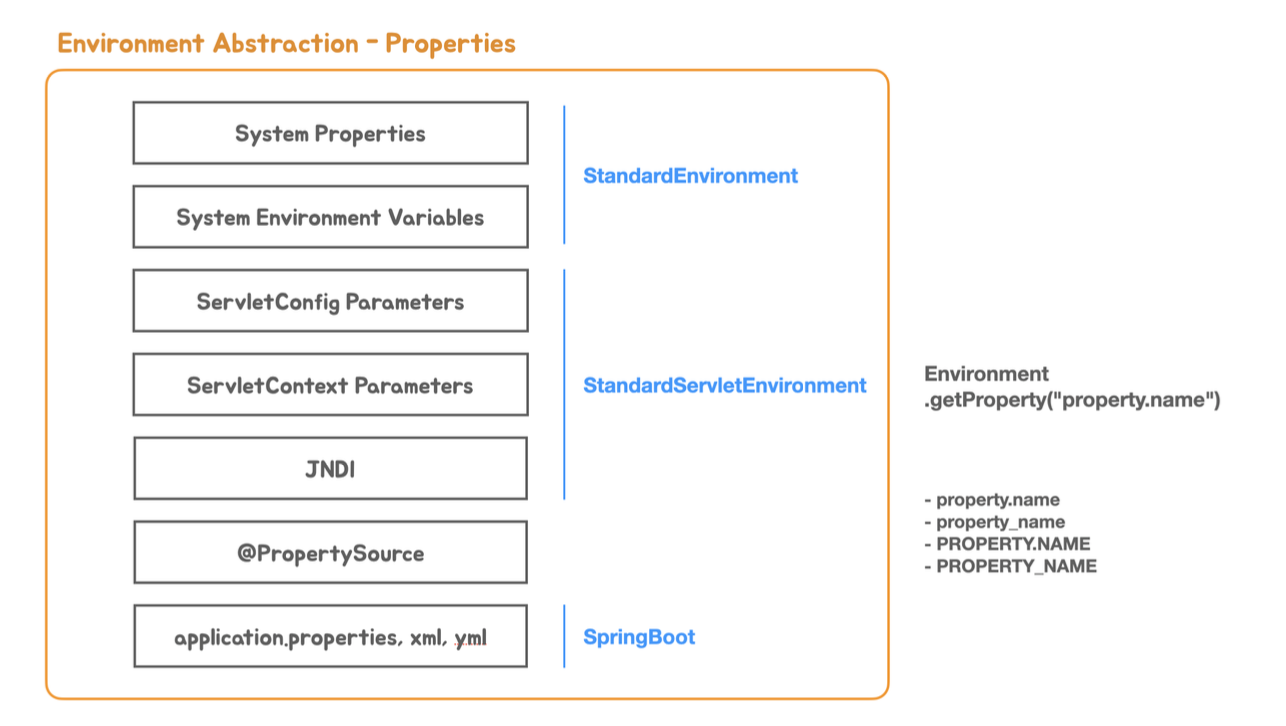 Environment Abstraction - Properties
System Properties
StandardEnvironment
System Environment Variables
ServletConfig Parameters
ServletContext Parameters
StandardServletEnvironment
JNDI
@PropertySource
application.properties, xml, yml
SpringBoot
Environment
.getProperty("property.name")
- property.name
- property_name
- PROPERTY.NAME
- PROPERTY_NAME